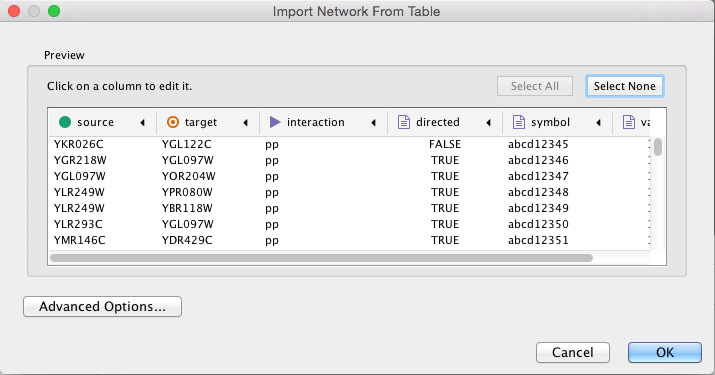 Import Network From Table
Preview
Click on a column to edit it.
Select All
Select None
source target interaction directed symbol va
YKR026C YGL122C pp FALSE abcd12345
YGR218W YGL097W pp TRUE abcd12346
YGL097W YOR204W pp TRUE abcd12347
YLR249W YPR080W pp TRUE abcd12348
YLR249W YBR118W pp TRUE abcd12349
YLR293C YGL097W pp TRUE abcd12350
YMR146C YDR429C pp TRUE abcd12351
Advanced Options...
Cancel
OK